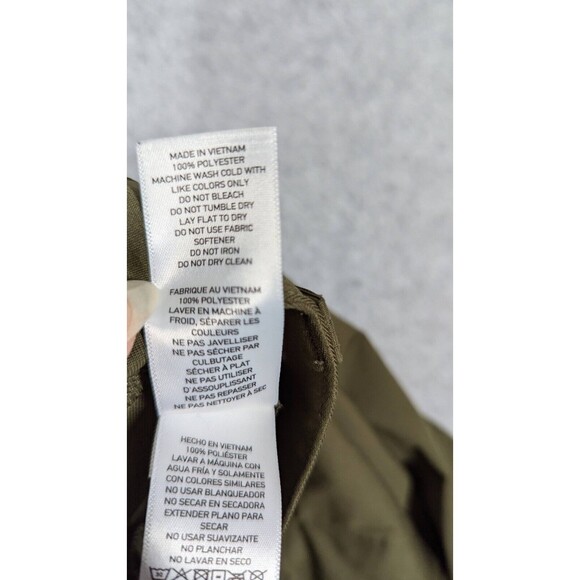 MADE IN VIETNAM
100% POLYESTER
MACHINE WASH COLD WITH
LIKE COLORS ONLY
DO NOT BLEACH
DO NOT TUMBLE DRY
LAY FLAT TO DRY
DO NOT USE FABRIC
SOFTENER
DO NOT IRON
DO NOT DRY CLEAN
FABRIQUE AU VIETNAM
100% POLYESTER
LAVER EN MACHINE À
FROID, SÉPARER LES
COULEURS
NE PAS JAVELLISER
NE PAS SÉCHER PAR
CULBUTAGE
SÉCHER À PLAT
NE PAS UTILISER
D'ASSOUPLISSANT
NE PAS REPASSER
NE PAS NETTOYER À SEC
HECHO EN VIETNAM
100% POLIÉSTER
LAVAR A MÁQUINA CON
AGUA FRÍA Y SOLAMENTE
CON COLORES SIMILARES
NO USAR BLANQUEADOR
NO SECAR EN SECADORA
EXTENDER PLANO PARA
SECAR
NO USAR SUAVIZANTE
NO PLANCHAR
NO LAVAR EN SECO
30